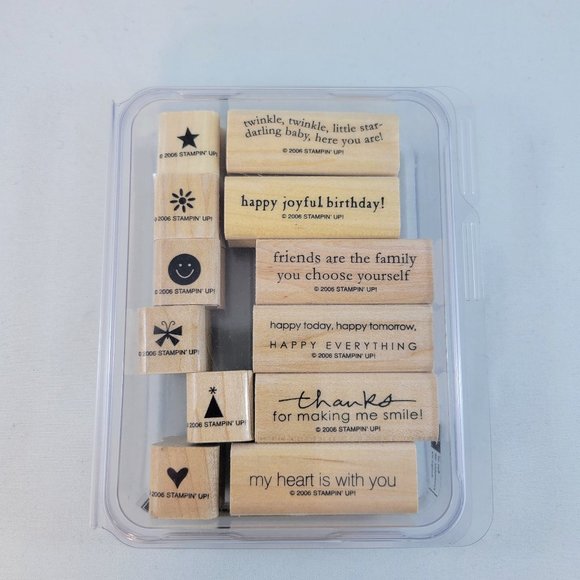 © 2006 STAMPIN' UP!
twinkle, twinkle, little star-
darling baby, here you are!
© 2006 STAMPIN' UP!
© 2006 STAMPIN' UP!
happy joyful birthday!
© 2006 STAMPIN' UP!
© 2006 STAMPIN' UP!
friends are the family
you choose yourself
© 2006 STAMPIN' UP!
© 2006 STAMPIN' UP!
happy today, happy tomorrow,
HAPPY EVERYTHING
© 2006 STAMPIN' UP!
© 2006 STAMPIN' UP!
thanks
for making me smile!
© 2006 STAMPIN' UP!
© 2006 STAMPIN' UP!
my heart is with you
© 2006 STAMPIN' UP!